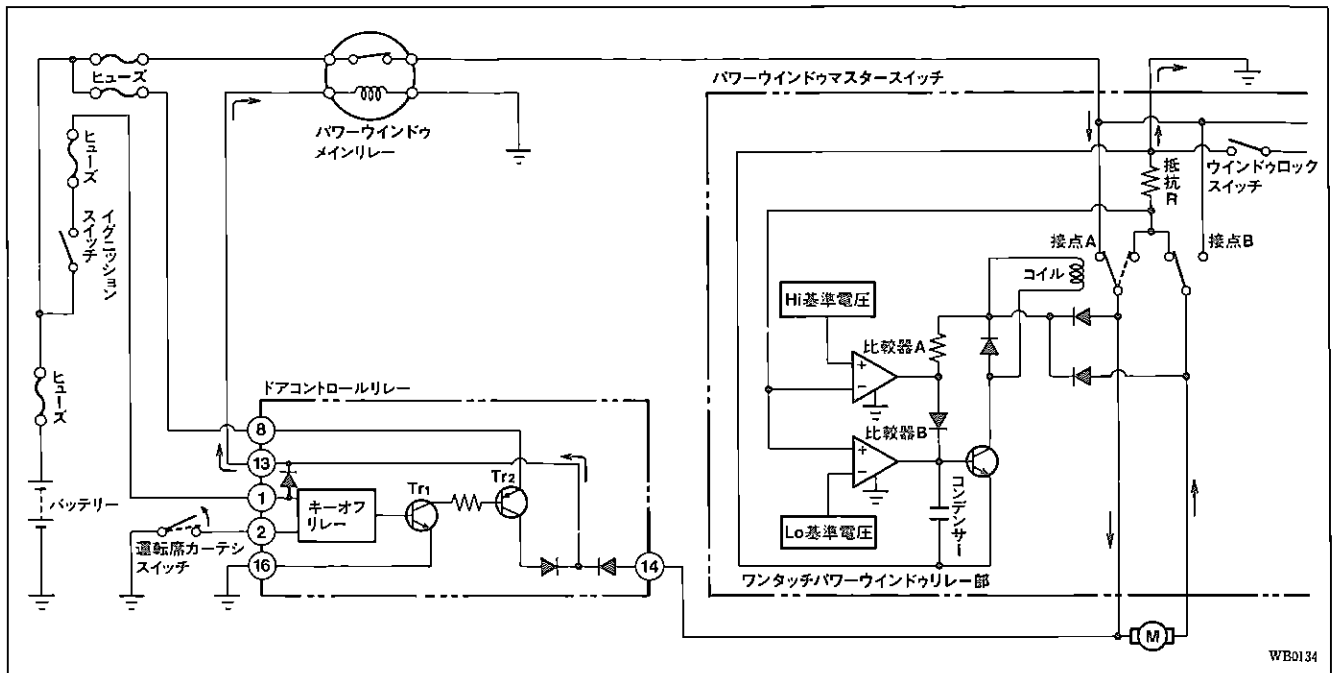 ヒューズ
パワーウインドゥ
メインリレー
パワーウインドゥマスタースイッチ
ヒューズ
イグニッション
スイッチ
ウインドゥロック
スイッチ
抵抗R
接点A
接点B
コイル
Hi基準電圧
比較器A
ヒューズ
ドアコントロールリレー
8
13
1
2
16
14
キーオフ
リレー
Tr1
Tr2
比較器B
コンデンサー
Lo基準電圧
バッテリー
運転席カーテシ
スイッチ
ワンタッチパワーウインドゥリレー部
M
WB0134